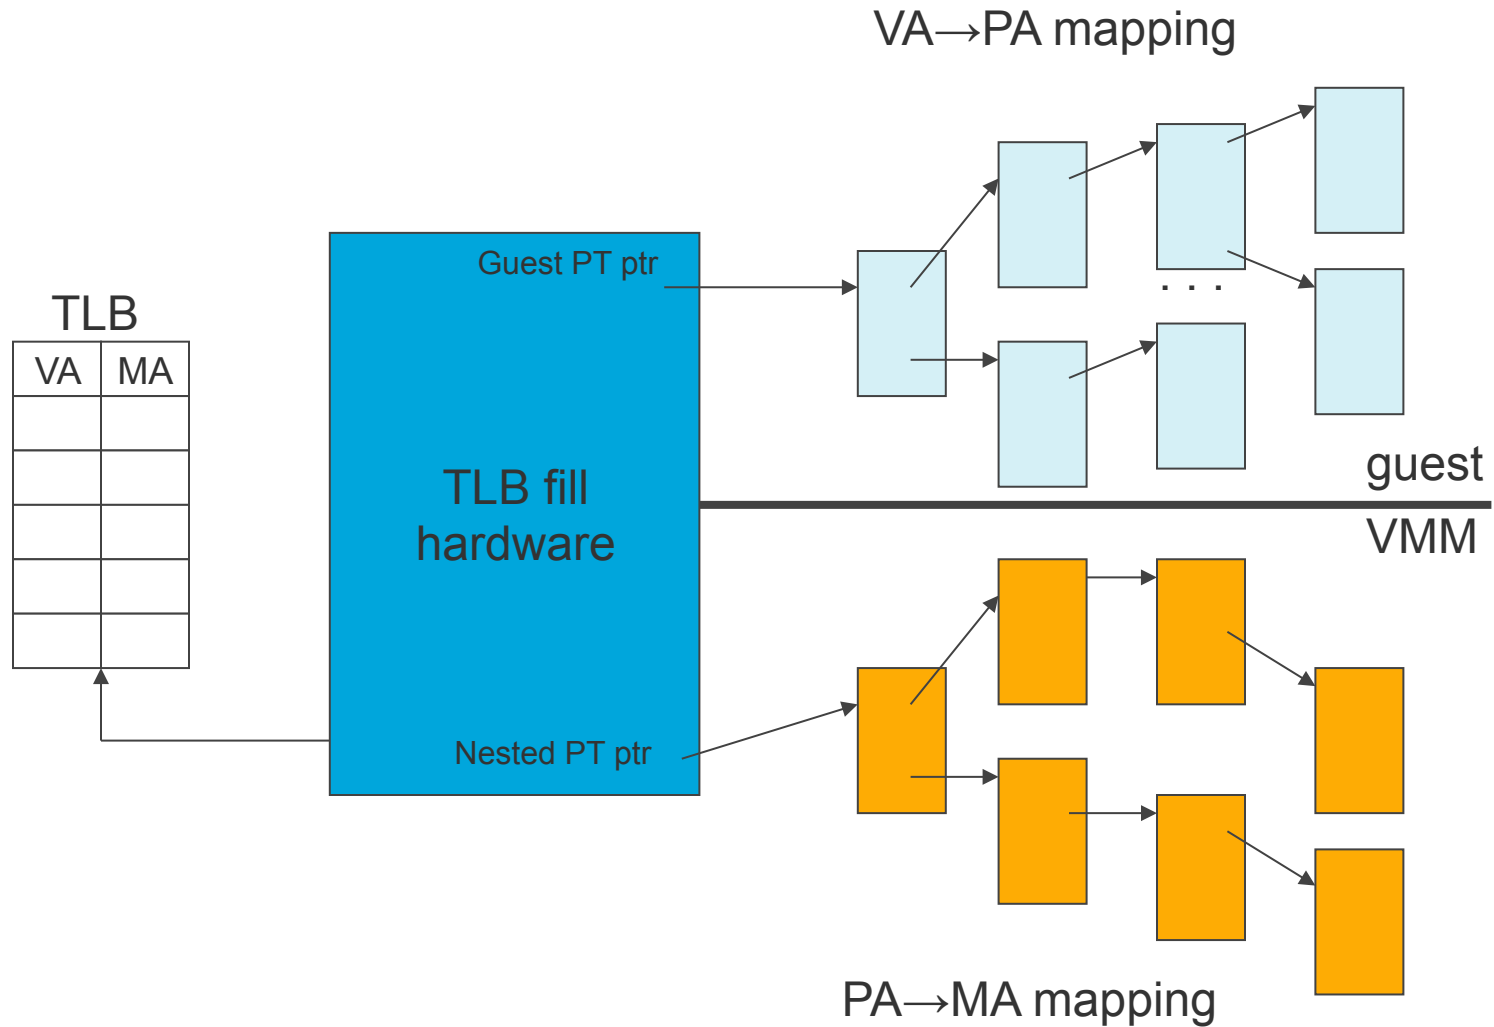 VA→PA mapping
Guest PT ptr
TLB
VA MA
TLB fill
hardware
. . .
guest
VMM
Nested PT ptr
PA→MA mapping